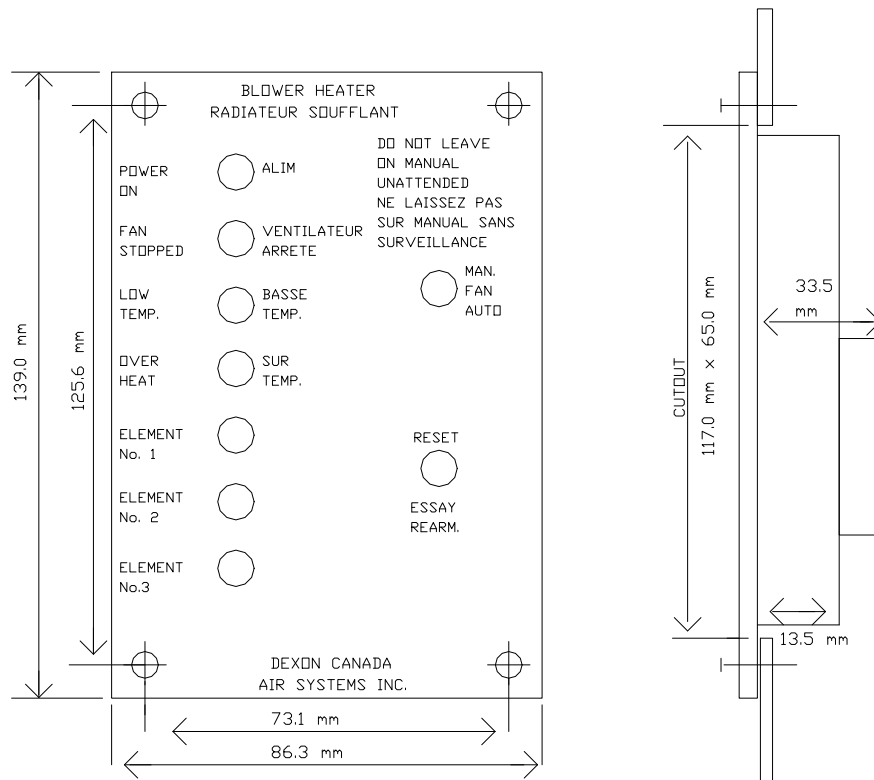 BLOWER HEATER
RADIATEUR SOUFFLANT
DO NOT LEAVE
ON MANUAL
UNATTENDED
NE LAISSEZ PAS
SUR MANUAL SANS
SURVEILLANCE
POWER
ON
ALIM
FAN
STOPPED
VENTILATEUR
ARRETE
LOW
TEMP.
BASSE
TEMP.
MAN.
FAN
AUTO
OVER
HEAT
SUR
TEMP.
ELEMENT
No. 1
RESET
ELEMENT
No. 2
ESSAY
REARM.
ELEMENT
No.3
DEXON CANADA
AIR SYSTEMS INC.
139.0 mm
125.6 mm
73.1 mm
86.3 mm
CUTOUT
117.0 mm x 65.0 mm
33.5
mm
13.5 mm